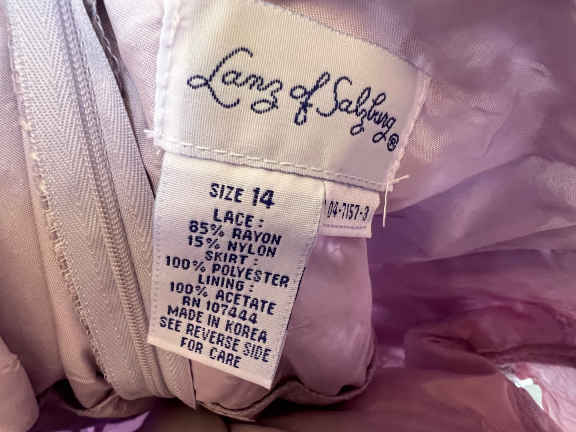 Lanz of Salzburg®
SIZE 14
LACE:
85% RAYON
15% NYLON
SKIRT:
100% POLYESTER
LINING:
100% ACETATE
RN 107444
MADE IN KOREA
SEE REVERSE SIDE
FOR CARE
04-7157-3